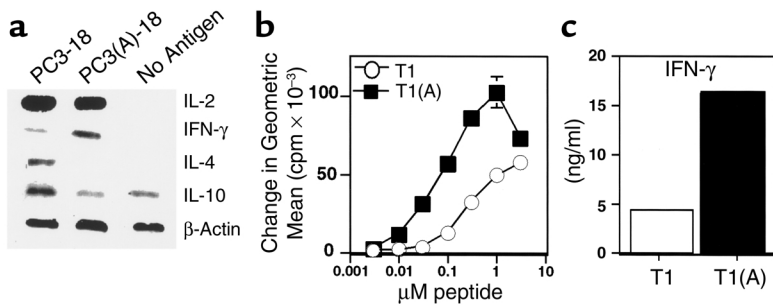 a
PC3-18
PC3(A)-18
No Antigen
IL-2
IFN-γ
IL-4
IL-10
β-Actin
b
Change in Geometric
Mean (cpm × 10⁻³)
T1
T1(A)
100
50
0
0.001
0.01
0.1
1
10
μM peptide
c
IFN-γ
(ng/ml)
20
15
10
5
0
T1
T1(A)